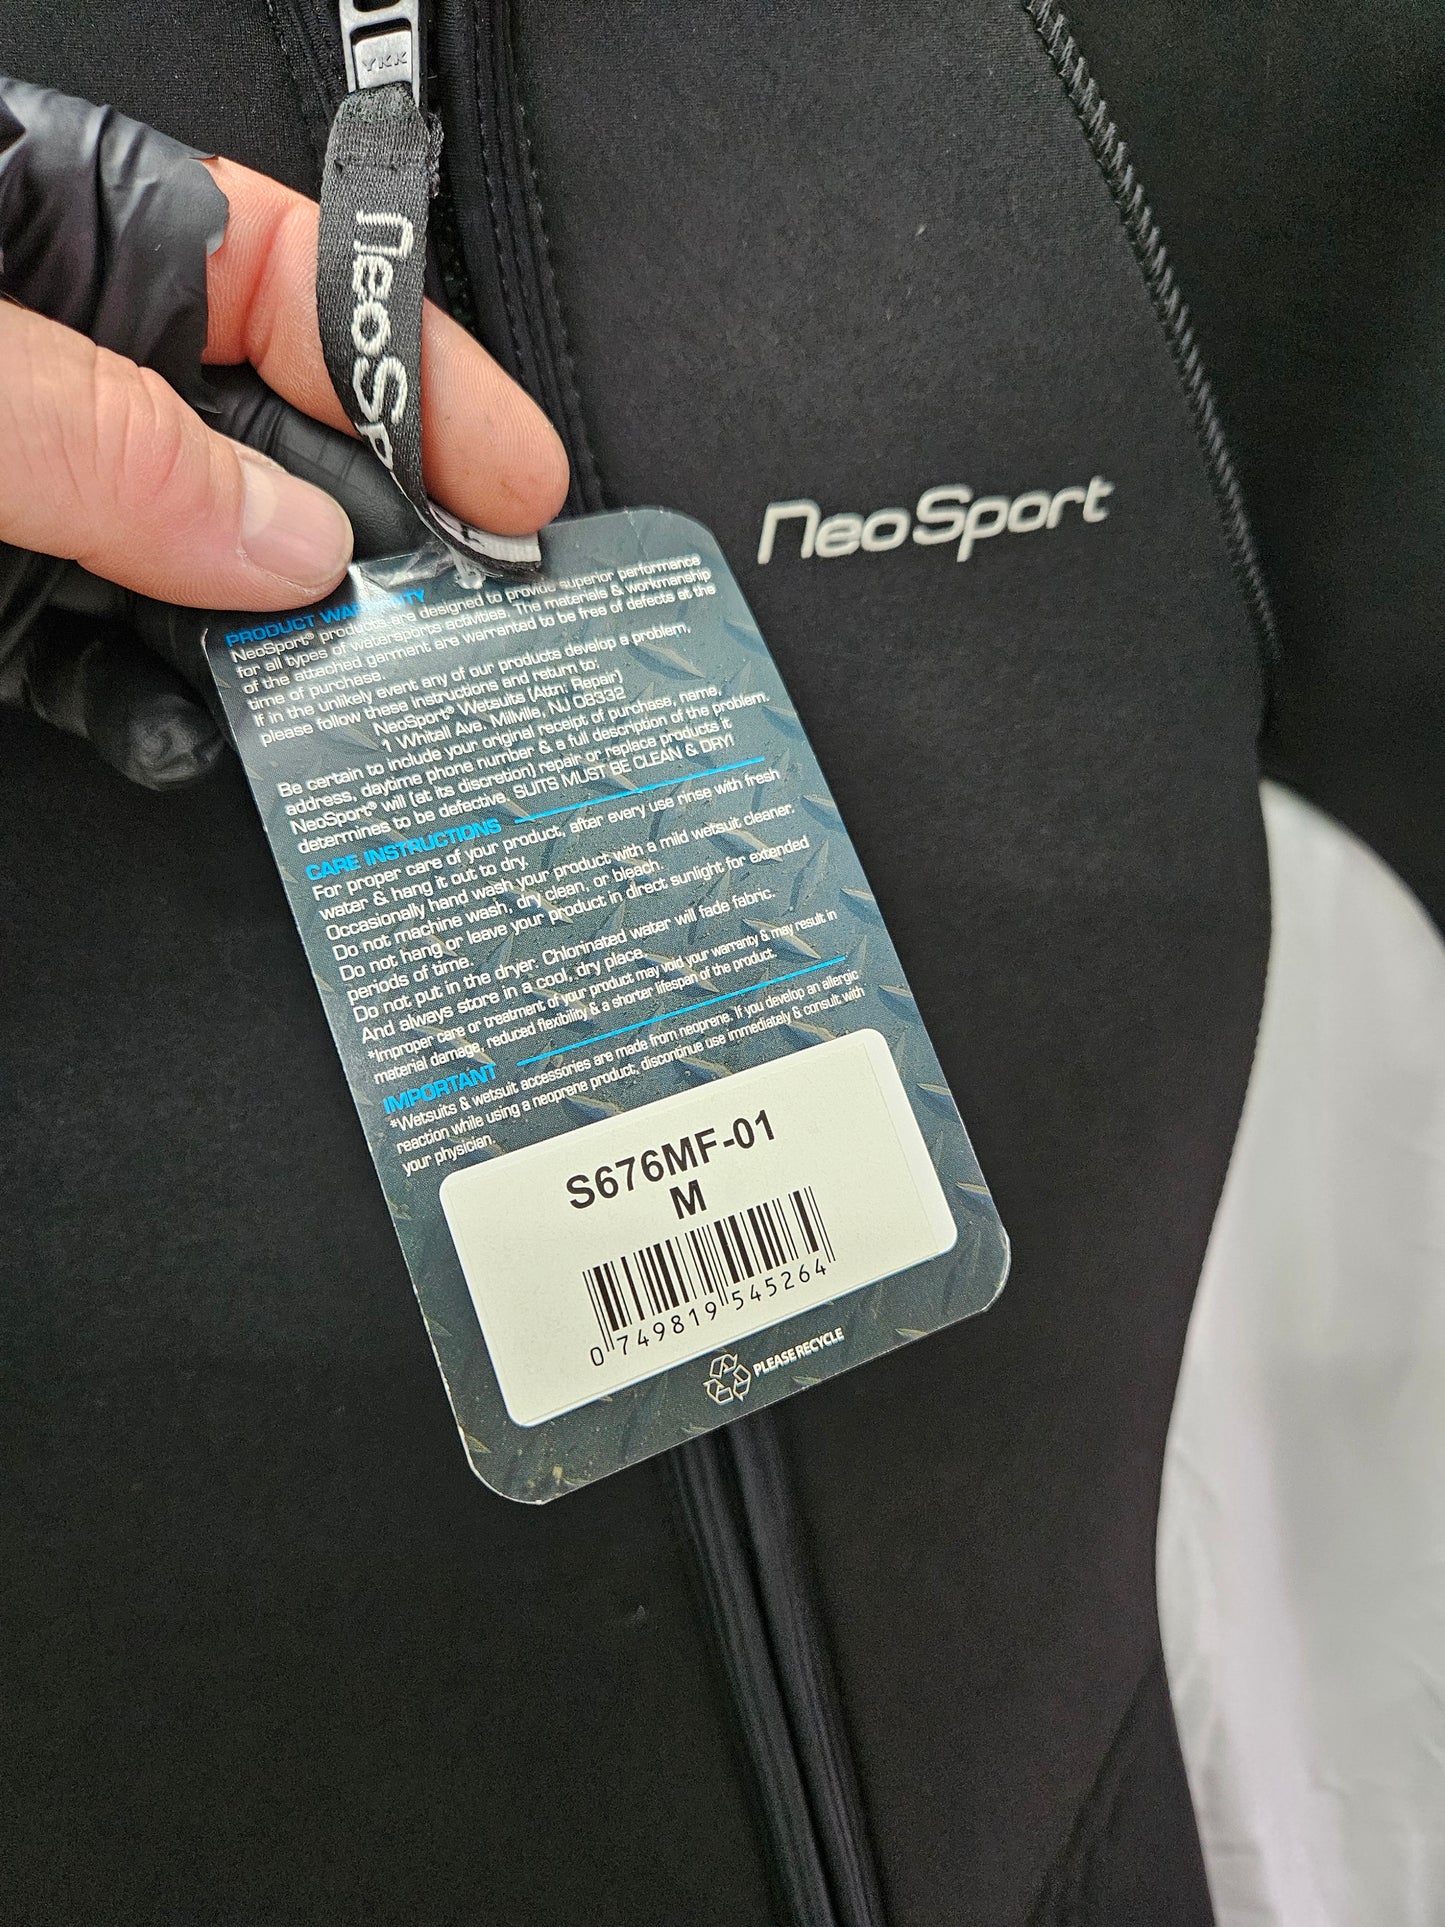 YKK
NeoSp
NeoSport
PRODUCT WARRANTY
NeoSport® products are designed to provide superior performance
for all types of watersports activities. The materials & workmanship
of the attached garment are warranted to be free of defects at the
time of purchase.
If in the unlikely event any of our products develop a problem,
please follow these instructions and return to:
NeoSport® Wetsuits (Attn: Repair)
1 Whitall Ave. Millville, NJ 08332
Be certain to include your original receipt of purchase, name,
address, daytime phone number & a full description of the problem.
NeoSport® will (at its discretion) repair or replace products it
determines to be defective. SUITS MUST BE CLEAN & DRY!
CARE INSTRUCTIONS
For proper care of your product, after every use rinse with fresh
water & hang it out to dry.
Occasionally hand wash your product with a mild wetsuit cleaner.
Do not machine wash, dry clean, or bleach.
Do not hang or leave your product in direct sunlight for extended
periods of time.
Do not put in the dryer. Chlorinated water will fade fabric.
And always store in a cool, dry place.
*Improper care or treatment of your product may void your warranty & may result in
material damage, reduced flexibility & a shorter lifespan of the product.
IMPORTANT
*Wetsuits & wetsuit accessories are made from neoprene. If you develop an allergic
reaction while using a neoprene product, discontinue use immediately & consult with
your physician.
S676MF-01
M
0 749819 545264
PLEASE RECYCLE